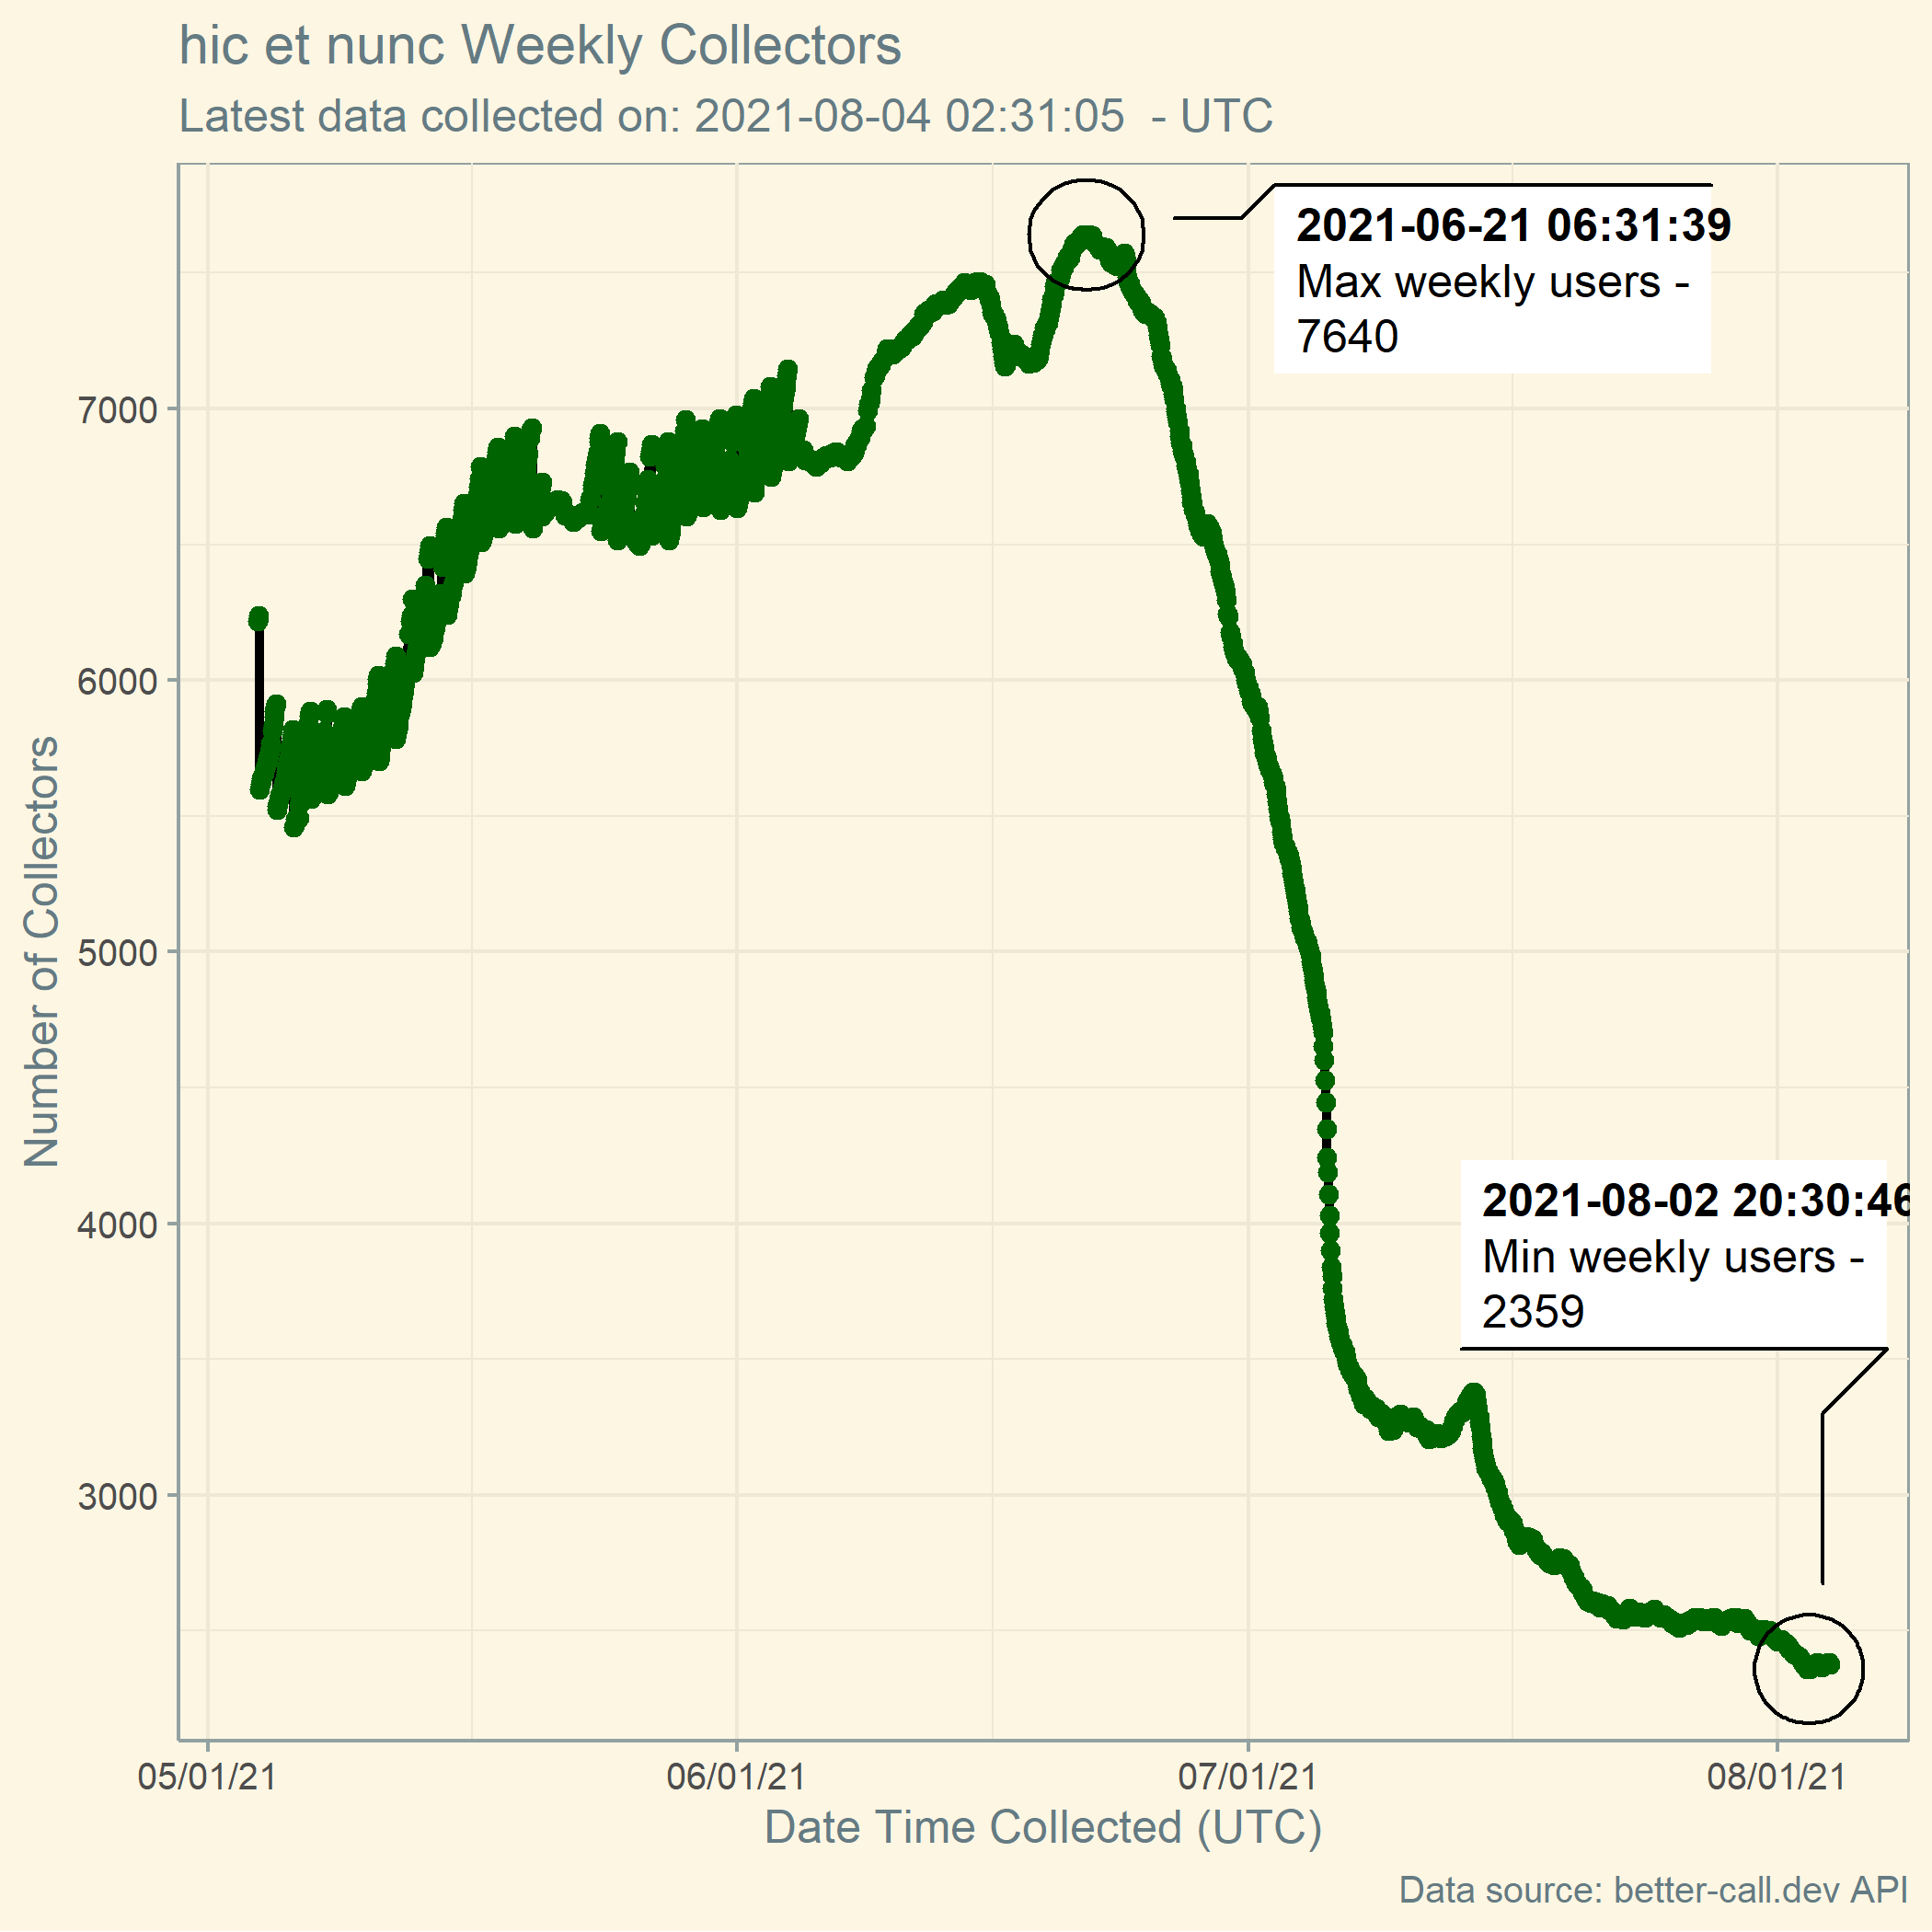 hic et nunc Weekly Collectors
Latest data collected on: 2021-08-04 02:31:05 - UTC
2021-06-21 06:31:39
Max weekly users -
7640
7000
6000
5000
4000
3000
Number of Collectors
2021-08-02 20:30:46
Min weekly users -
2359
05/01/21 06/01/21 07/01/21 08/01/21
Date Time Collected (UTC)
Data source: better-call.dev API